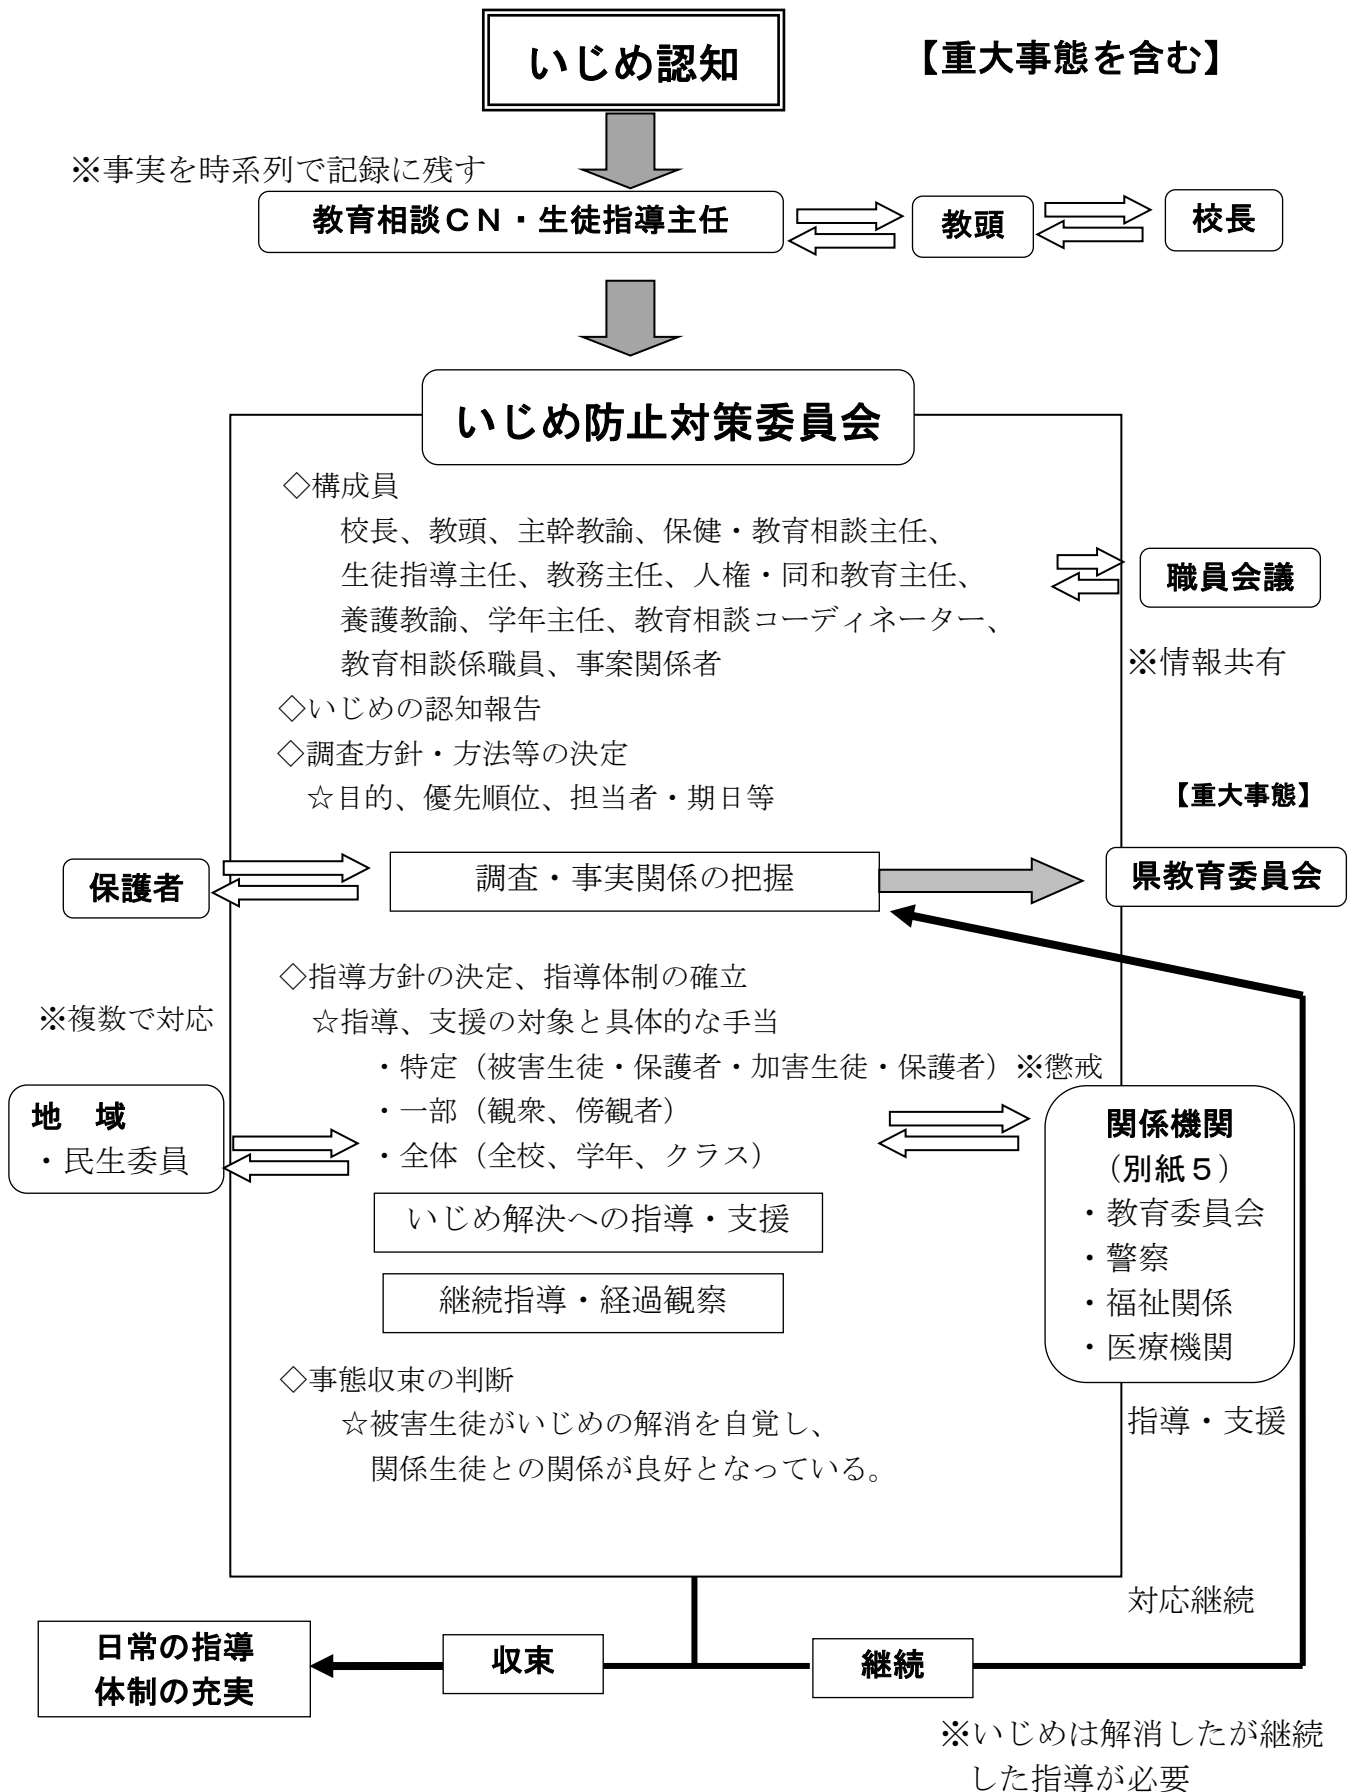 いじめ認知
【重大事態を含む】
※事実を時系列で記録に残す
教育相談ＣＮ・生徒指導主任
教頭
校長
いじめ防止対策委員会
◇構成員
校長、教頭、主幹教諭、保健・教育相談主任、
生徒指導主任、教務主任、人権・同和教育主任、
養護教諭、学年主任、教育相談コーディネーター、
教育相談係職員、事案関係者
職員会議
※情報共有
◇いじめの認知報告
◇調査方針・方法等の決定
☆目的、優先順位、担当者・期日等
【重大事態】
保護者
調査・事実関係の把握
県教育委員会
◇指導方針の決定、指導体制の確立
※複数で対応
☆指導、支援の対象と具体的な手当
・特定（被害生徒・保護者・加害生徒・保護者）※懲戒
・一部（観衆、傍観者）
・全体（全校、学年、クラス）
地　域
・民生委員
関係機関
（別紙５）
・教育委員会
・警察
・福祉関係
・医療機関
いじめ解決への指導・支援
継続指導・経過観察
◇事態収束の判断
☆被害生徒がいじめの解消を自覚し、
関係生徒との関係が良好となっている。
指導・支援
対応継続
日常の指導
体制の充実
収束
継続
※いじめは解消したが継続
した指導が必要